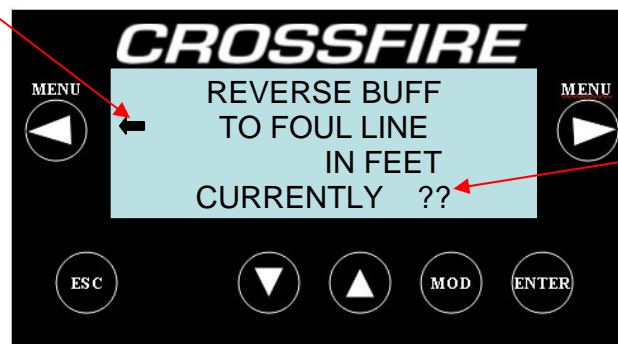 CROSSFIRE
MENU
MENU
REVERSE BUFF
TO FOUL LINE
IN FEET
CURRENTLY ??
ESC
MOD
ENTER